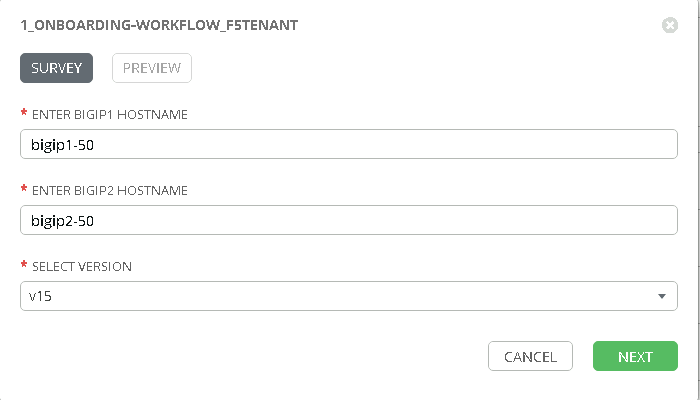 1_ONBOARDING-WORKFLOW_F5TENANT
SURVEY PREVIEW
* ENTER BIGIP1 HOSTNAME
bigip1-50
* ENTER BIGIP2 HOSTNAME
bigip2-50
* SELECT VERSION
v15
CANCEL NEXT